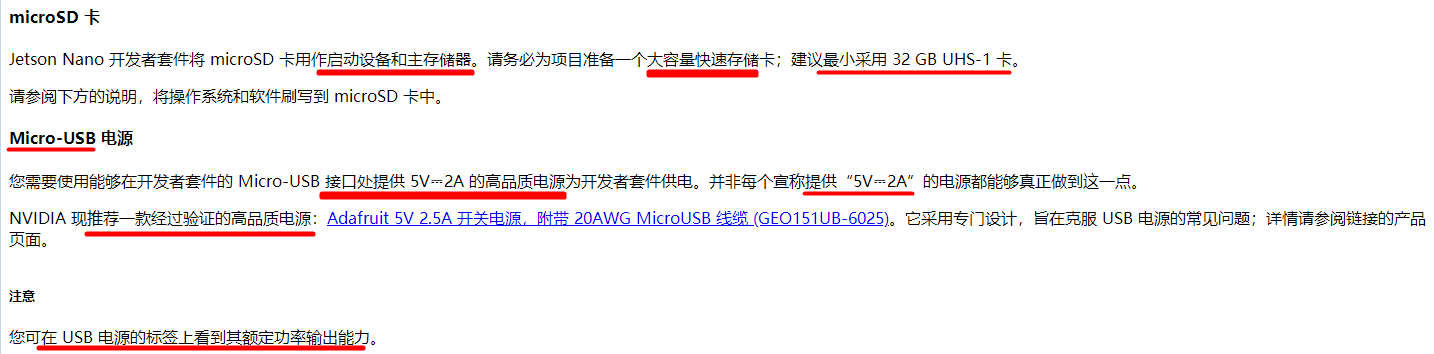 microSD 卡
Jetson Nano 开发者套件将 microSD 卡用作启动设备和主存储器。请务必为项目准备一个大容量快速存储卡；建议最小采用 32 GB UHS-1 卡。
请参阅下方的说明，将操作系统和软件刷写到 microSD 卡中。
Micro-USB 电源
您需要使用能够在开发者套件的 Micro-USB 接口处提供 5V⎓2A 的高品质电源为开发者套件供电。并非每个宣称提供“5V⎓2A”的电源都能够真正做到这一点。
NVIDIA 现推荐一款经过验证的高品质电源：Adafruit 5V 2.5A 开关电源，附带 20AWG MicroUSB 线缆 (GEO151UB-6025)。它采用专门设计，旨在克服 USB 电源的常见问题；详情请参阅链接的产品
页面。
注意
您可在 USB 电源的标签上看到其额定功率输出能力。